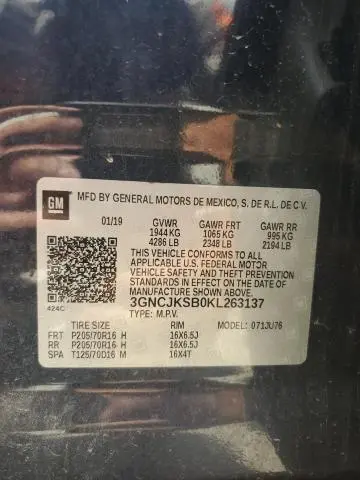 GM
MFD BY GENERAL MOTORS DE MEXICO, S. DE R.L. DE C.V.
01/19 GVWR GAWR FRT GAWR RR
1944 KG 1065 KG 995 KG
4286 LB 2348 LB 2194 LB
THIS VEHICLE CONFORMS TO ALL
APPLICABLE U.S. FEDERAL MOTOR
VEHICLE SAFETY AND THEFT PREVENTION
STANDARDS IN EFFECT ON THE DATE OF
MANUFACTURE SHOWN ABOVE.
424C
3GNCJKSB0KL263137
TYPE: M.P.V. MODEL: 071JU76
TIRE SIZE RIM
FRT P205/70R16 H 16X6.5J
RR P205/70R16 H 16X6.5J
SPA T125/70D16 M 16X4T